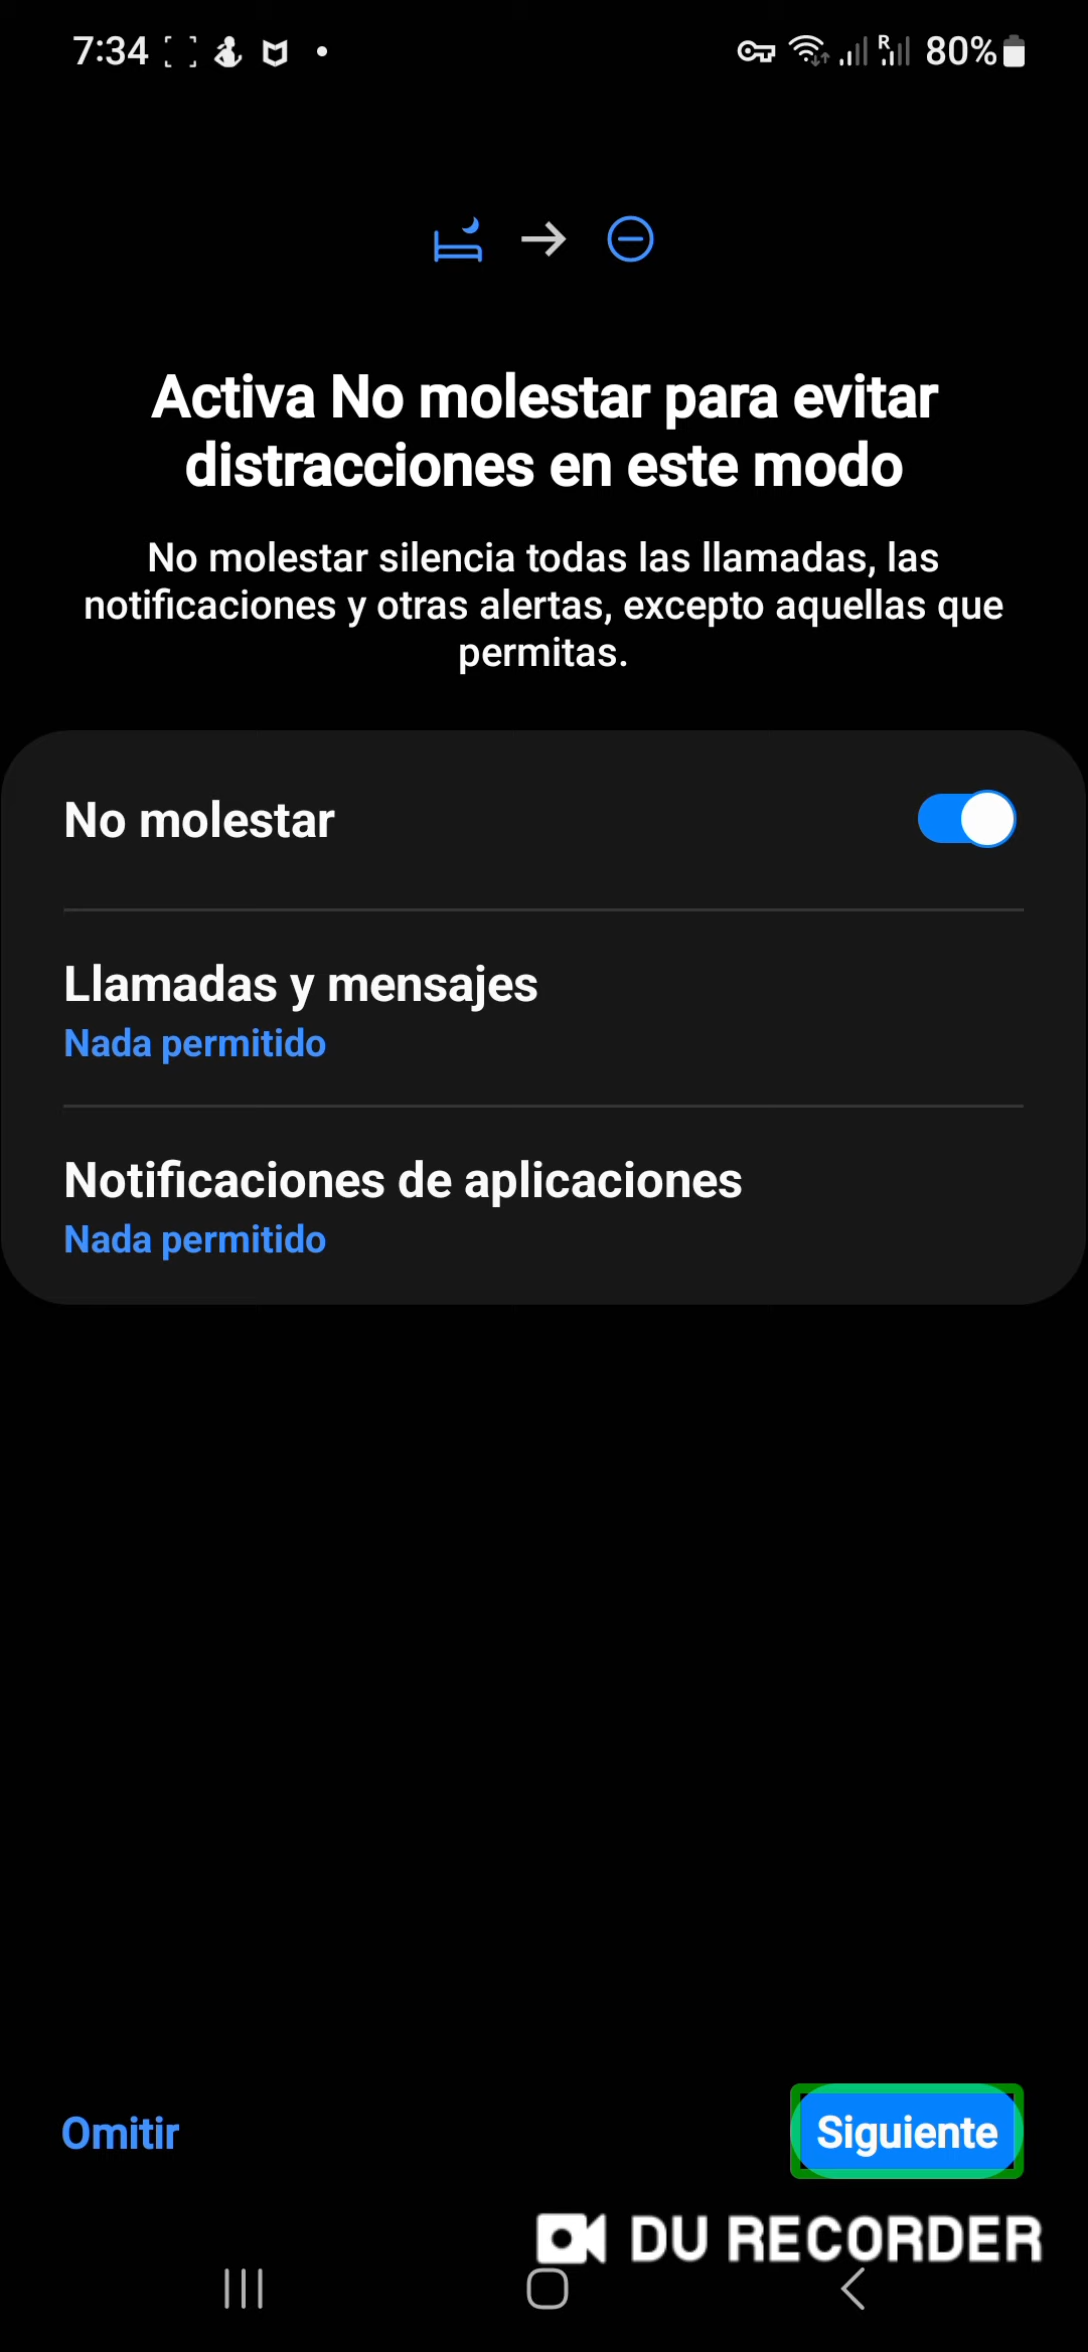 7:34
R
80%
Activa No molestar para evitar
distracciones en este modo
No molestar silencia todas las llamadas, las
notificaciones y otras alertas, excepto aquellas que
permitas.
No molestar
Llamadas y mensajes
Nada permitido
Notificaciones de aplicaciones
Nada permitido
Omitir
Siguiente
DU RECORDER